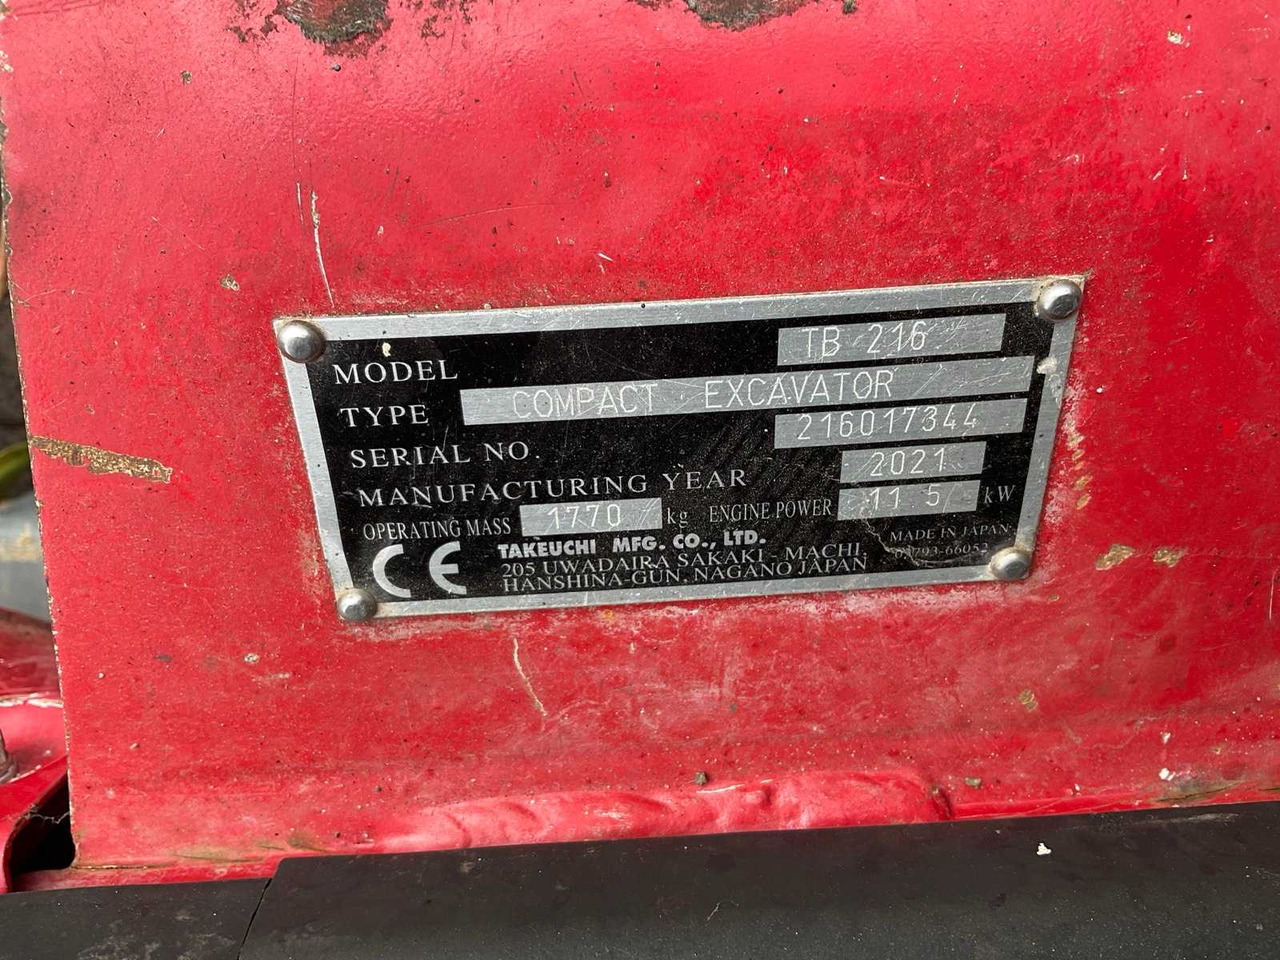 MODEL TB 216
TYPE COMPACT EXCAVATOR
SERIAL NO. 216017344
MANUFACTURING YEAR 2021
OPERATING MASS 1770 kg ENGINE POWER 11 5 kW
CE TAKEUCHI MFG. CO., LTD. MADE IN JAPAN
205 UWADAIRA SAKAKI - MACHI,
HANSHINA-GUN, NAGANO JAPAN